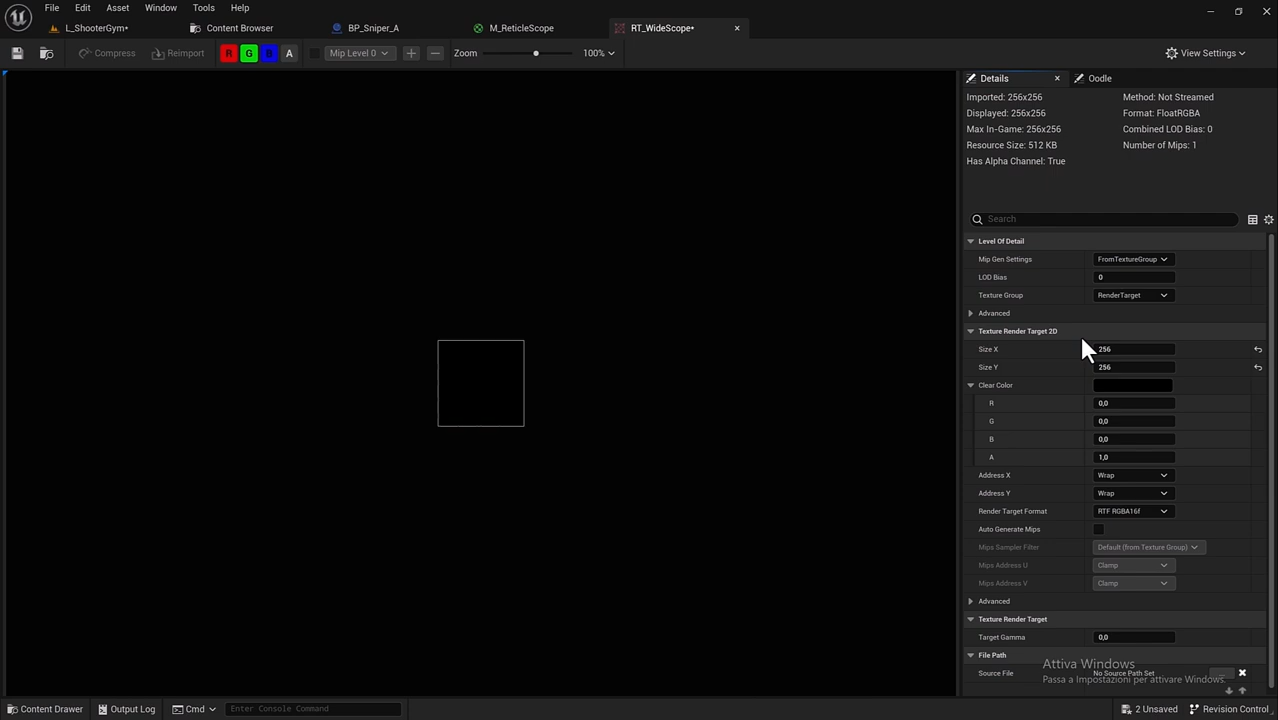 File Edit Asset Window Tools Help
L_ShooterGym* Content Browser BP_Sniper_A M_ReticleScope RT_WideScope*
Compress Reimport R G B A Mip Level 0 Zoom 100% View Settings
Details Oodle
Imported: 256x256 Method: Not Streamed
Displayed: 256x256 Format: FloatRGBA
Max In-Game: 256x256 Combined LOD Bias: 0
Resource Size: 512 KB Number of Mips: 1
Has Alpha Channel: True
Search
Level Of Detail
Mip Gen Settings FromTextureGroup
LOD Bias 0
Texture Group RenderTarget
Advanced
Texture Render Target 2D
Size X 256
Size Y 256
Clear Color
R 0,0
G 0,0
B 0,0
A 1,0
Address X Wrap
Address Y Wrap
Render Target Format RTF RGBA16f
Auto Generate Mips
Mips Sampler Filter Default (from Texture Group)
Mips Address U Clamp
Mips Address V Clamp
Advanced
Texture Render Target
Target Gamma 0,0
File Path
Attiva Windows
Source File No Source Path Set ...
Passa a Impostazioni per attivare Windows.
Content Drawer Output Log Cmd Enter Console Command 2 Unsaved Revision Control